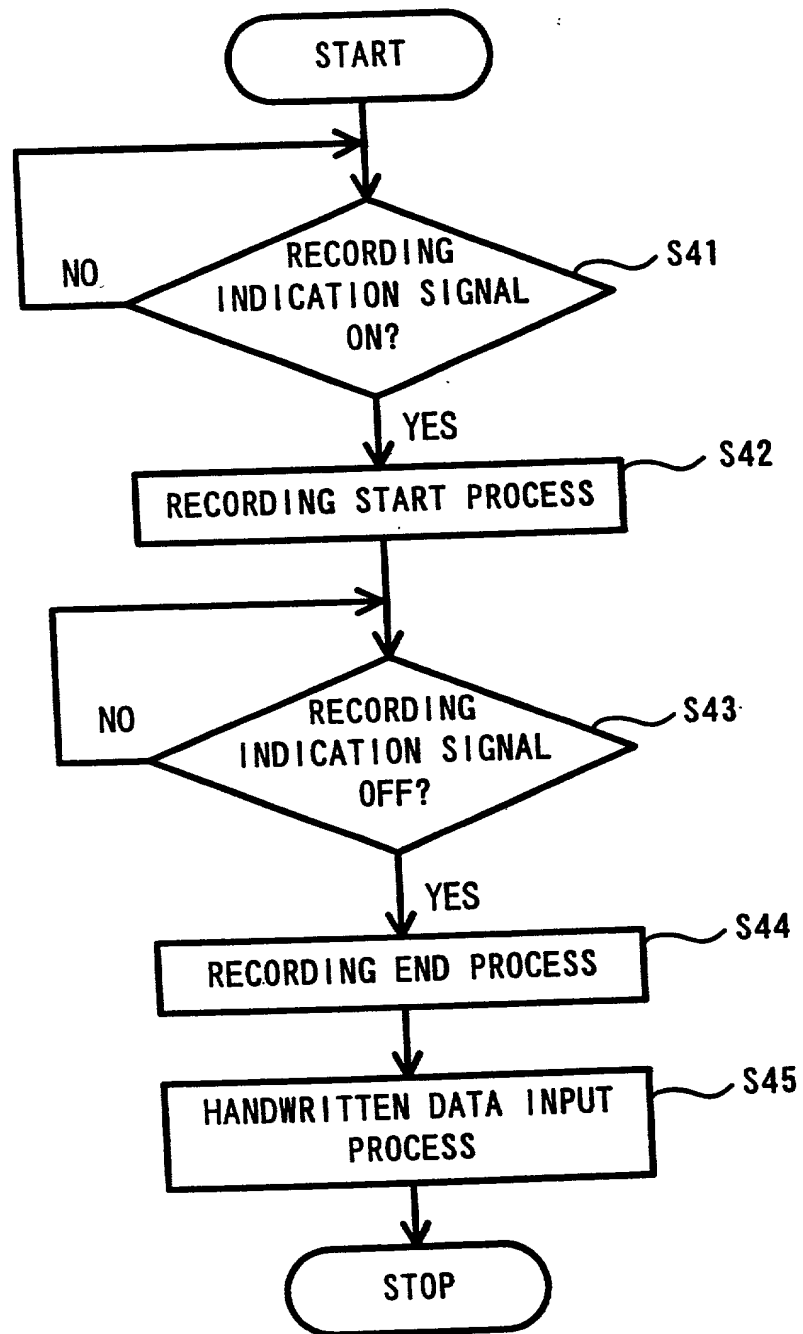 START
RECORDING
INDICATION SIGNAL
ON?
S41
NO
YES
S42
RECORDING START PROCESS
RECORDING
INDICATION SIGNAL
OFF?
S43
NO
YES
S44
RECORDING END PROCESS
S45
HANDWRITTEN DATA INPUT
PROCESS
STOP